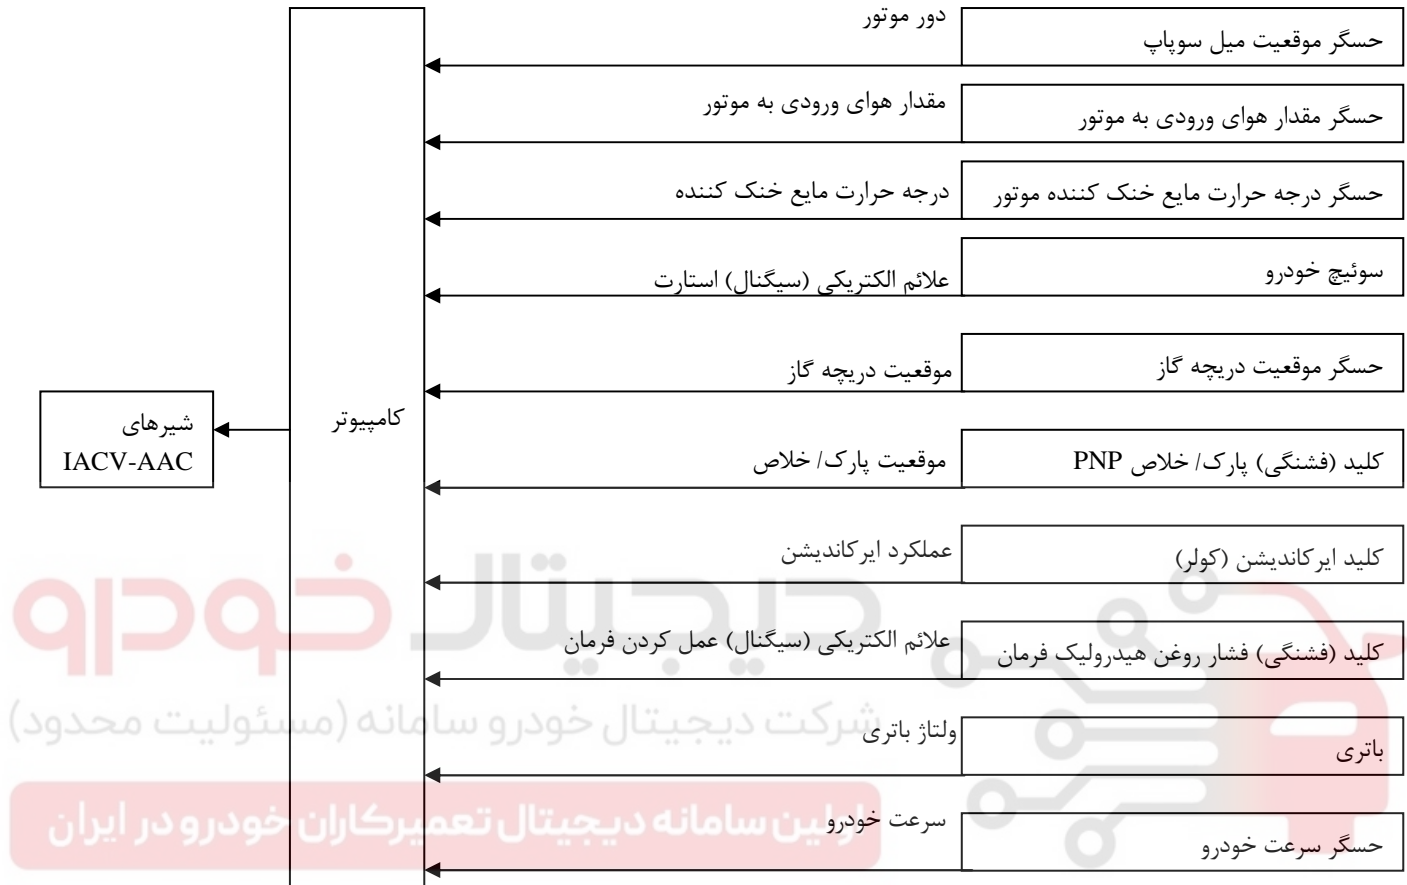 دور موتور
حسگر موقعیت میل سوپاپ
مقدار هوای ورودی به موتور
حسگر مقدار هوای ورودی به موتور
درجه حرارت مایع خنک کننده
حسگر درجه حرارت مایع خنک کننده موتور
علائم الکتریکی (سیگنال) استارت
سوئیچ خودرو
موقعیت دریچه گاز
حسگر موقعیت دریچه گاز
کامپیوتر
شیرهای
IACV-AAC
موقعیت پارک/ خلاص
کلید (فشنگی) پارک/ خلاص PNP
عملکرد ایرکاندیشن
کلید ایرکاندیشن (کولر)
علائم الکتریکی (سیگنال) عمل کردن فرمان
کلید (فشنگی) فشار روغن هیدرولیک فرمان
ولتاژ باتری
باتری
سرعت خودرو
حسگر سرعت خودرو
دیجیتال خودرو
شرکت دیجیتال خودرو سامانه (مسئولیت محدود)
اولین سامانه دیجیتال تعمیرکاران خودرو در ایران